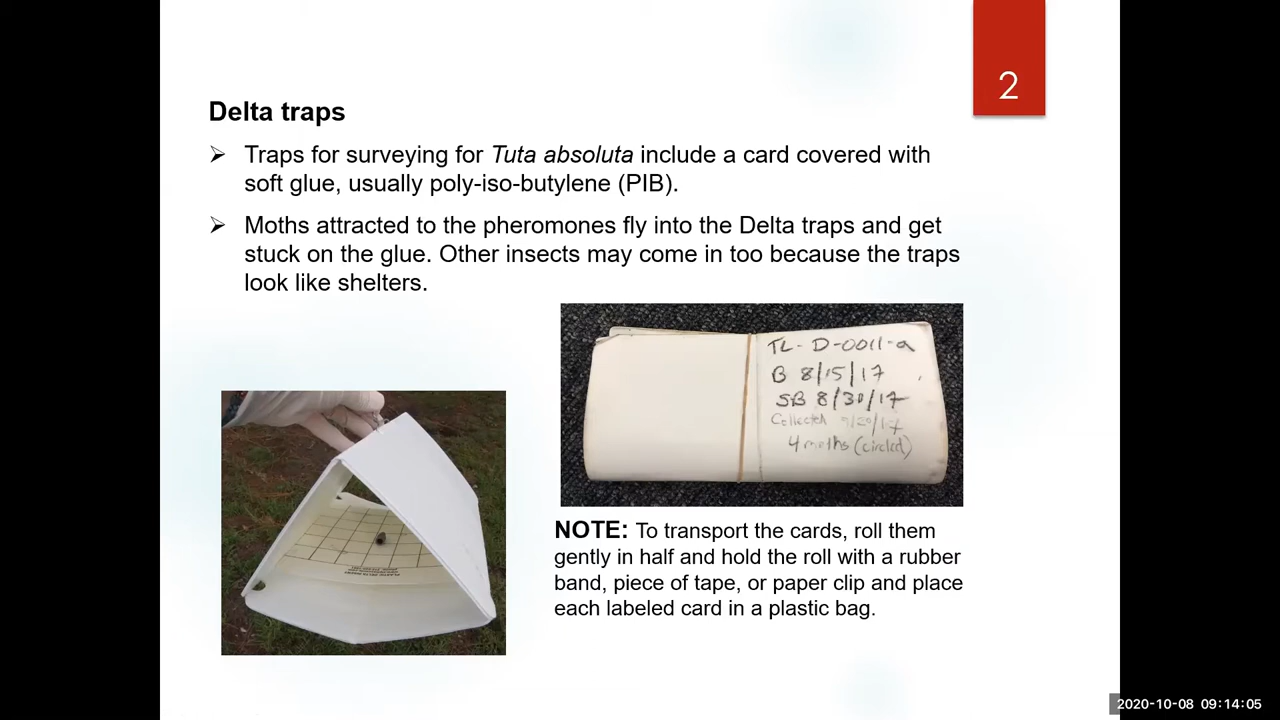 2
Delta traps
Traps for surveying for Tuta absoluta include a card covered with
soft glue, usually poly-iso-butylene (PIB).
Moths attracted to the pheromones fly into the Delta traps and get
stuck on the glue. Other insects may come in too because the traps
look like shelters.
TL-D-0011-a
B 8/15/17
SB 8/30/17
Collected 9/20/17
4 moths (circled)
NOTE: To transport the cards, roll them
gently in half and hold the roll with a rubber
band, piece of tape, or paper clip and place
each labeled card in a plastic bag.
2020-10-08 09:14:05